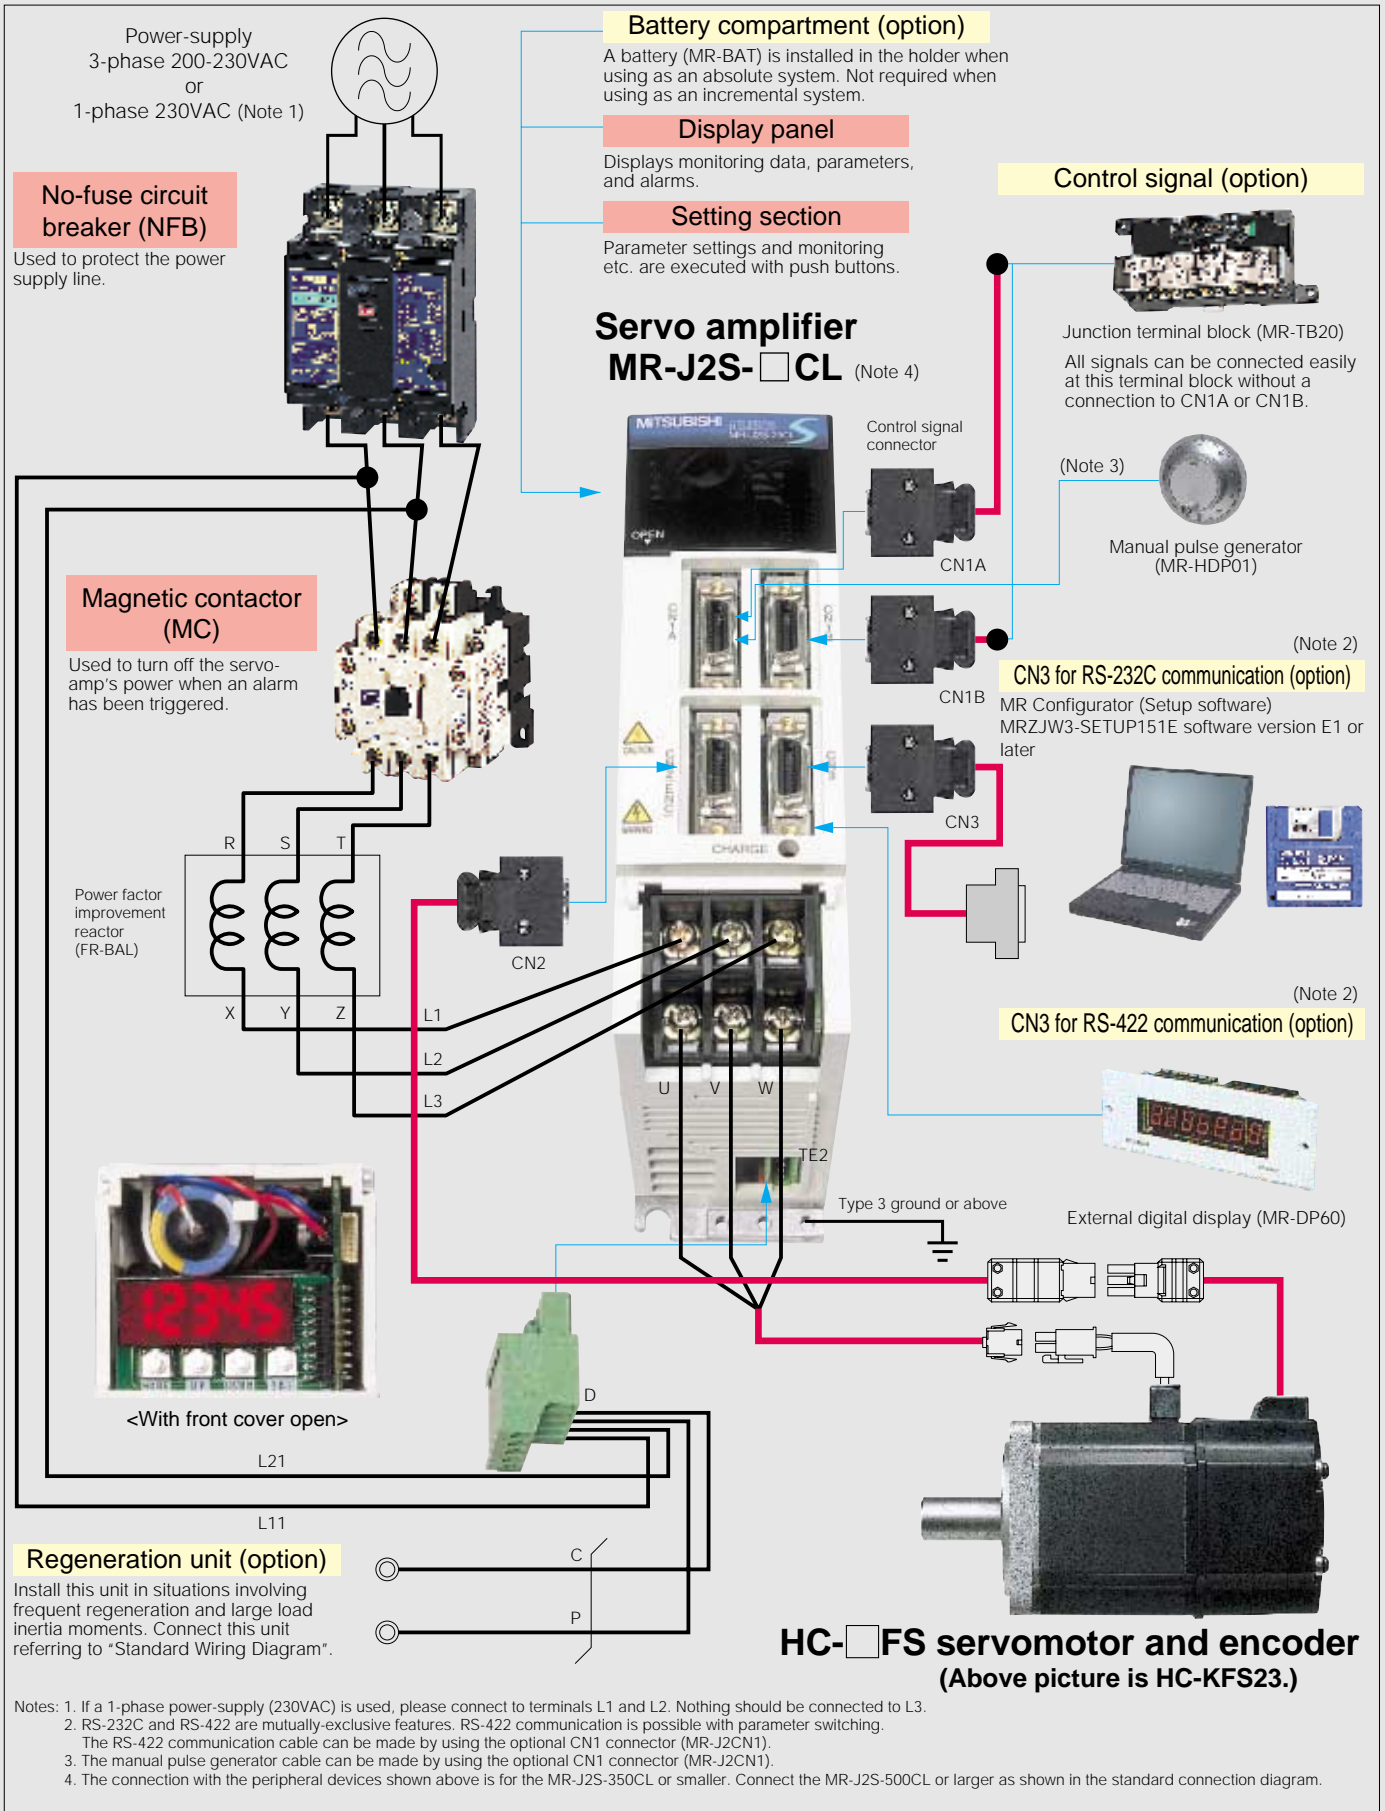 Power-supply
3-phase 200-230VAC
or
1-phase 230VAC (Note 1)
No-fuse circuit
breaker (NFB)
Used to protect the power
supply line.
Battery compartment (option)
A battery (MR-BAT) is installed in the holder when
using as an absolute system. Not required when
using as an incremental system.
Display panel
Displays monitoring data, parameters,
and alarms.
Setting section
Parameter settings and monitoring
etc. are executed with push buttons.
Servo amplifier
MR-J2S-□CL (Note 4)
Control signal (option)
Junction terminal block (MR-TB20)
All signals can be connected easily
at this terminal block without a
connection to CN1A or CN1B.
MITSUBISHI
OPEN
Control signal
connector
CN1A
(Note 3)
Manual pulse generator
(MR-HDP01)
Magnetic contactor
(MC)
Used to turn off the servo-
amp's power when an alarm
has been triggered.
CN1B
(Note 2)
CN3 for RS-232C communication (option)
MR Configurator (Setup software)
MRZJW3-SETUP151E software version E1 or
later
CN3
CHARGE
R S T
Power factor
improvement
reactor
(FR-BAL)
X Y Z
CN2
L1
L2
L3
U V W
TE2
(Note 2)
CN3 for RS-422 communication (option)
External digital display (MR-DP60)
Type 3 ground or above
12345
<With front cover open>
D
L21
L11
Regeneration unit (option)
Install this unit in situations involving
frequent regeneration and large load
inertia moments. Connect this unit
referring to “Standard Wiring Diagram”.
C
P
HC-□FS servomotor and encoder
(Above picture is HC-KFS23.)
Notes: 1. If a 1-phase power-supply (230VAC) is used, please connect to terminals L1 and L2. Nothing should be connected to L3.
2. RS-232C and RS-422 are mutually-exclusive features. RS-422 communication is possible with parameter switching.
The RS-422 communication cable can be made by using the optional CN1 connector (MR-J2CN1).
3. The manual pulse generator cable can be made by using the optional CN1 connector (MR-J2CN1).
4. The connection with the peripheral devices shown above is for the MR-J2S-350CL or smaller. Connect the MR-J2S-500CL or larger as shown in the standard connection diagram.